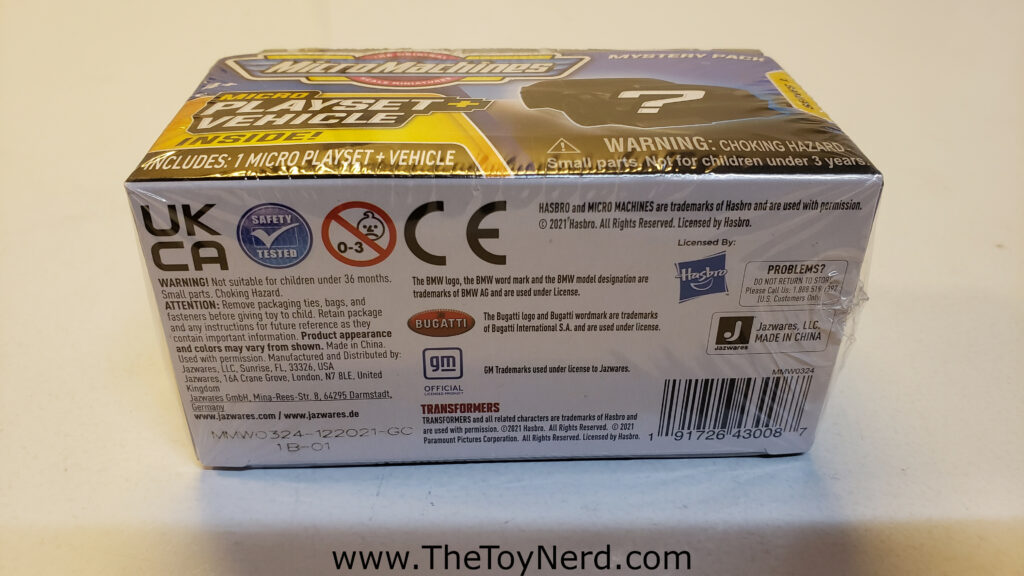 THE ORIGINAL
MicroMachines
SCALE MINIATURES
MYSTERY PACK
MICRO
PLAYSET +
VEHICLE
INSIDE!
?
INCLUDES: 1 MICRO PLAYSET + VEHICLE
WARNING: CHOKING HAZARD
Small parts. Not for children under 3 years
UK
CA
SAFETY
TESTED
0-3
CE
HASBRO and MICRO MACHINES are trademarks of Hasbro and are used with permission.
© 2021 Hasbro. All Rights Reserved. Licensed by Hasbro.
Licensed By:
Hasbro
PROBLEMS?
DO NOT RETURN TO STORE
Please Call Us:
(U.S. Customers Only)
WARNING! Not suitable for children under 36 months.
Small parts. Choking Hazard.
ATTENTION: Remove packaging ties, bags, and
fasteners before giving toy to child. Retain package
and any instructions for future reference as they
contain important information. Product appearance
and colors may vary from shown. Made in China.
Used with permission. Manufactured and Distributed by:
Jazwares, LLC, Sunrise, FL, 33326, USA
Jazwares, 16A Crane Grove, London, N7 8LE, United
Kingdom
Jazwares GmbH, Mina-Rees-Str. 8, 64295 Darmstadt,
Germany
www.jazwares.com / www.jazwares.de
MMW0324-122021-GC
1B-01
The BMW logo, the BMW word mark and the BMW model designation are
trademarks of BMW AG and are used under License.
BUGATTI
The Bugatti logo and Bugatti wordmark are trademarks
of Bugatti International S.A. and are used under license.
gm
OFFICIAL
LICENSED PRODUCT
GM Trademarks used under license to Jazwares.
TRANSFORMERS
TRANSFORMERS and all related characters are trademarks of Hasbro and
are used with permission. ©2021 Hasbro. All Rights Reserved. © 2021
Paramount Pictures Corporation. All Rights Reserved. Licensed by Hasbro.
J
Jazwares
Jazwares, LLC
MADE IN CHINA
MMW0324
1 91726 43008 7
www.TheToyNerd.com